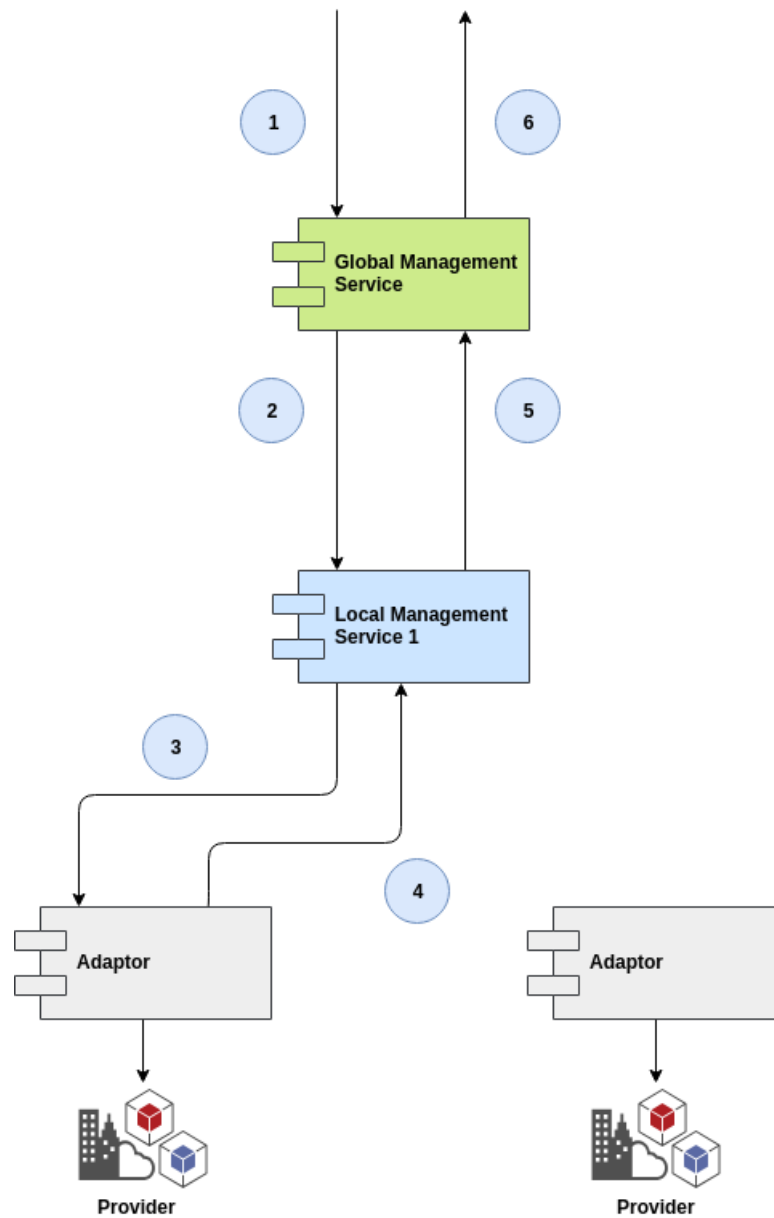 1
6
Global Management
Service
2
5
Local Management
Service 1
3
4
Adaptor
Adaptor
Provider
Provider